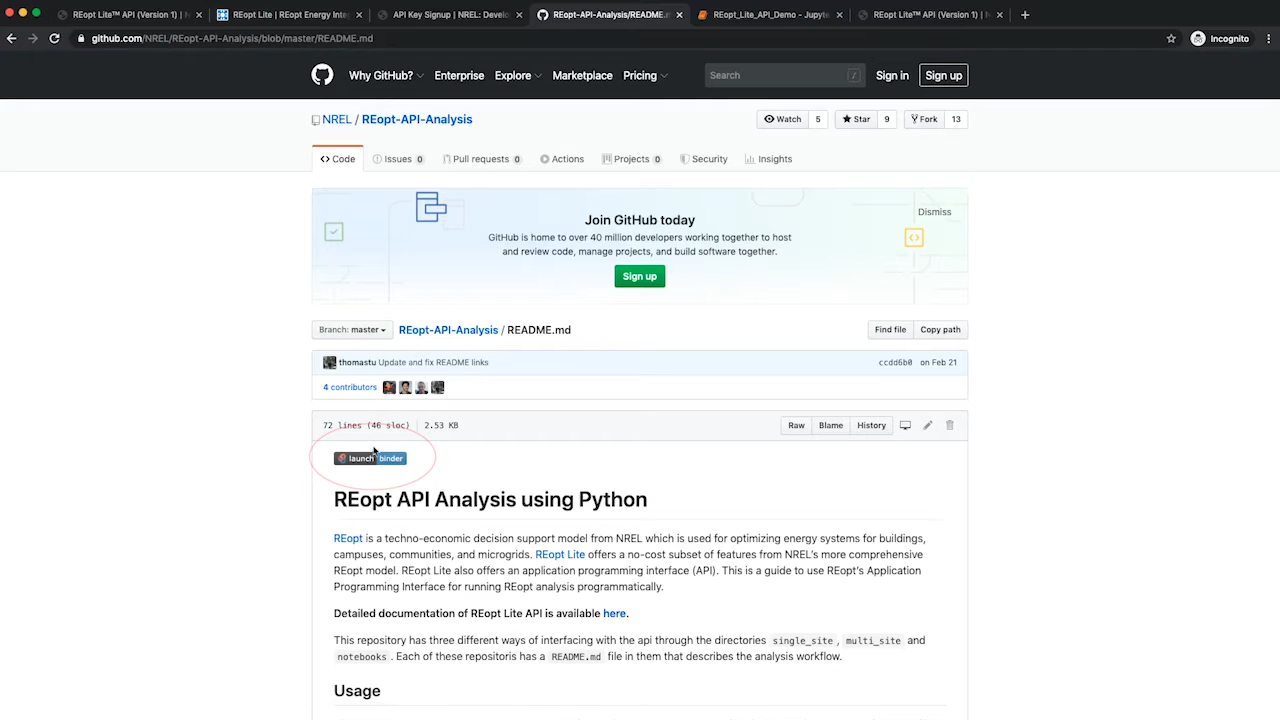 REopt Lite™ API (Version 1) | N
REopt Lite | REopt Energy Inte
API Key Signup | NREL: Develo
REopt-API-Analysis/README.m
REopt_Lite_API_Demo - Jupyte
REopt Lite™ API (Version 1) | N
github.com/NREL/REopt-API-Analysis/blob/master/README.md
Incognito
Why GitHub?
Enterprise
Explore
Marketplace
Pricing
Search /
Sign in
Sign up
NREL / REopt-API-Analysis
Watch 5
Star 9
Fork 13
Code
Issues 0
Pull requests 0
Actions
Projects 0
Security
Insights
Join GitHub today
Dismiss
GitHub is home to over 40 million developers working together to host
and review code, manage projects, and build software together.
Sign up
Branch: master
REopt-API-Analysis / README.md
Find file
Copy path
thomastu Update and fix README links
ccdd6b0 on Feb 21
4 contributors
72 lines (46 sloc) 2.53 KB
Raw
Blame
History
launch binder
REopt API Analysis using Python
REopt is a techno-economic decision support model from NREL which is used for optimizing energy systems for buildings,
campuses, communities, and microgrids. REopt Lite offers a no-cost subset of features from NREL's more comprehensive
REopt model. REopt Lite also offers an application programming interface (API). This is a guide to use REopt's Application
Programming Interface for running REopt analysis programmatically.
Detailed documentation of REopt Lite API is available here.
This repository has three different ways of interfacing with the api through the directories single_site , multi_site and
notebooks . Each of these repositoris has a README.md file in them that describes the analysis workflow.
Usage